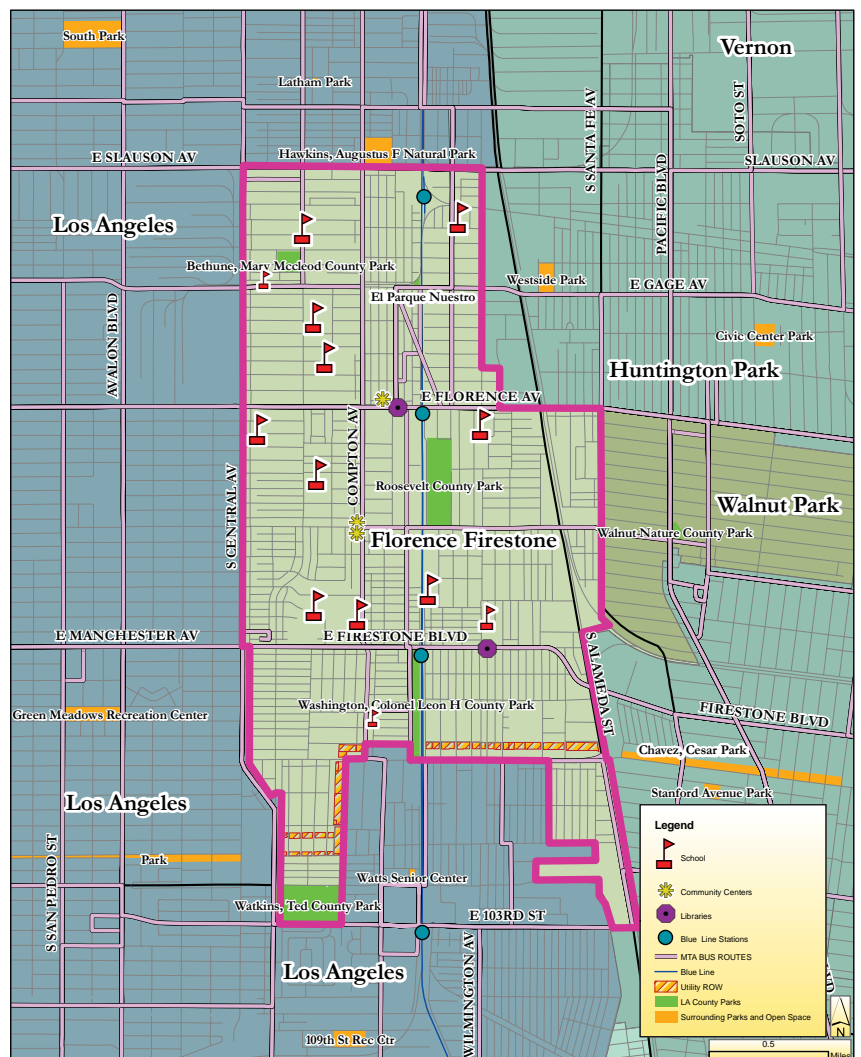 South Park
Vernon
Latham Park
S SANTA FE AV
SOTO ST
PACIFIC BLVD
E SLAUSON AV
Hawkins, Augustus F Natural Park
SLAUSON AV
Los Angeles
Bethune, Mary Mccleod County Park
Westside Park
E GAGE AV
El Parque Nuestro
AVALON BLVD
Civic Center Park
Huntington Park
E FLORENCE AV
COMPTON AV
S CENTRAL AV
Roosevelt County Park
Walnut Park
Walnut-Nature County Park
Florence Firestone
E MANCHESTER AV
E FIRESTONE BLVD
S ALAMEDA ST
Washington, Colonel Leon H County Park
Green Meadows Recreation Center
FIRESTONE BLVD
Chavez, Cesar Park
Stanford Avenue Park
Los Angeles
Park
S SAN PEDRO ST
Watts Senior Center
Watkins, Ted County Park
E 103RD ST
Los Angeles
WILMINGTON AV
109th St Rec Ctr
Legend
School
Community Centers
Libraries
Blue Line Stations
MTA BUS ROUTES
Blue Line
Utility ROW
LA County Parks
Surrounding Parks and Open Space
N
0.5
Miles